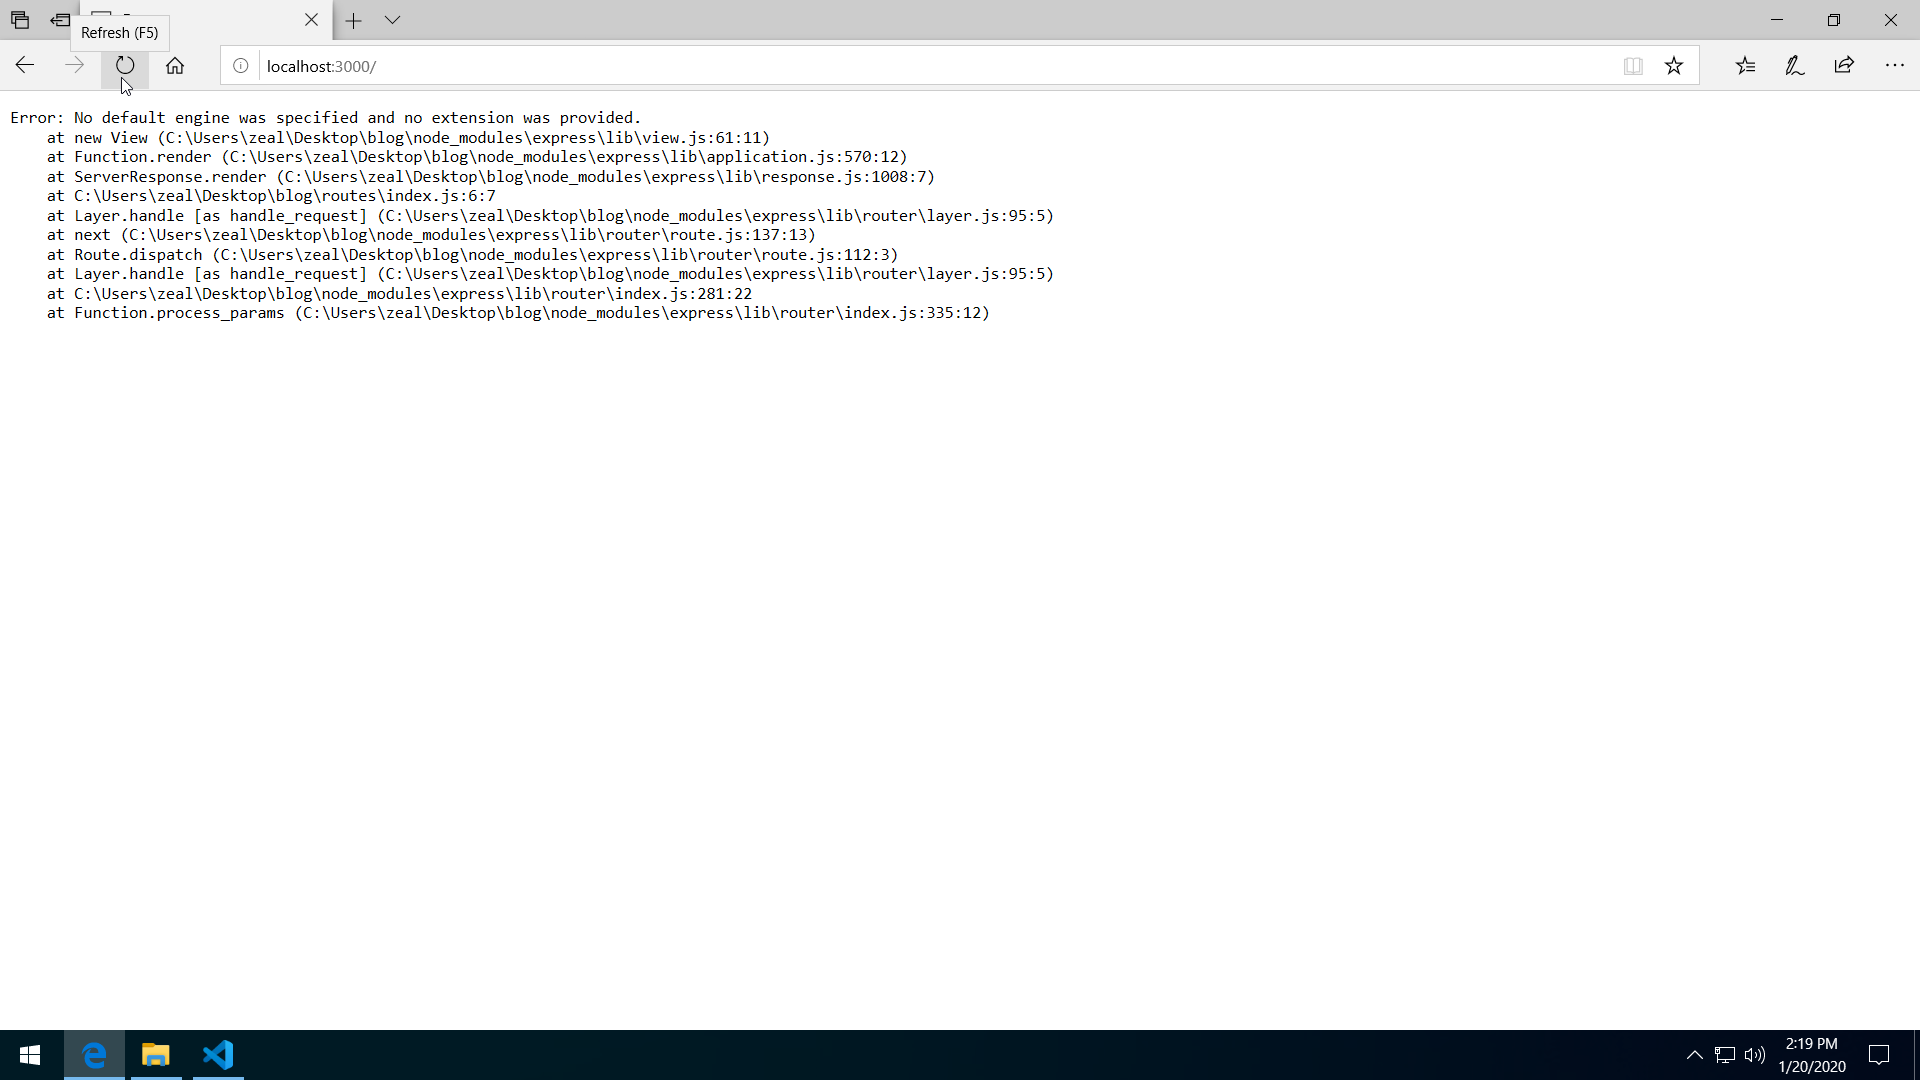 Refresh (F5)
localhost:3000/
Error: No default engine was specified and no extension was provided.
at new View (C:\Users\zeal\Desktop\blog\node_modules\express\lib\view.js:61:11)
at Function.render (C:\Users\zeal\Desktop\blog\node_modules\express\lib\application.js:570:12)
at ServerResponse.render (C:\Users\zeal\Desktop\blog\node_modules\express\lib\response.js:1008:7)
at C:\Users\zeal\Desktop\blog\routes\index.js:6:7
at Layer.handle [as handle_request] (C:\Users\zeal\Desktop\blog\node_modules\express\lib\router\layer.js:95:5)
at next (C:\Users\zeal\Desktop\blog\node_modules\express\lib\router\route.js:137:13)
at Route.dispatch (C:\Users\zeal\Desktop\blog\node_modules\express\lib\router\route.js:112:3)
at Layer.handle [as handle_request] (C:\Users\zeal\Desktop\blog\node_modules\express\lib\router\layer.js:95:5)
at C:\Users\zeal\Desktop\blog\node_modules\express\lib\router\index.js:281:22
at Function.process_params (C:\Users\zeal\Desktop\blog\node_modules\express\lib\router\index.js:335:12)
2:19 PM
1/20/2020